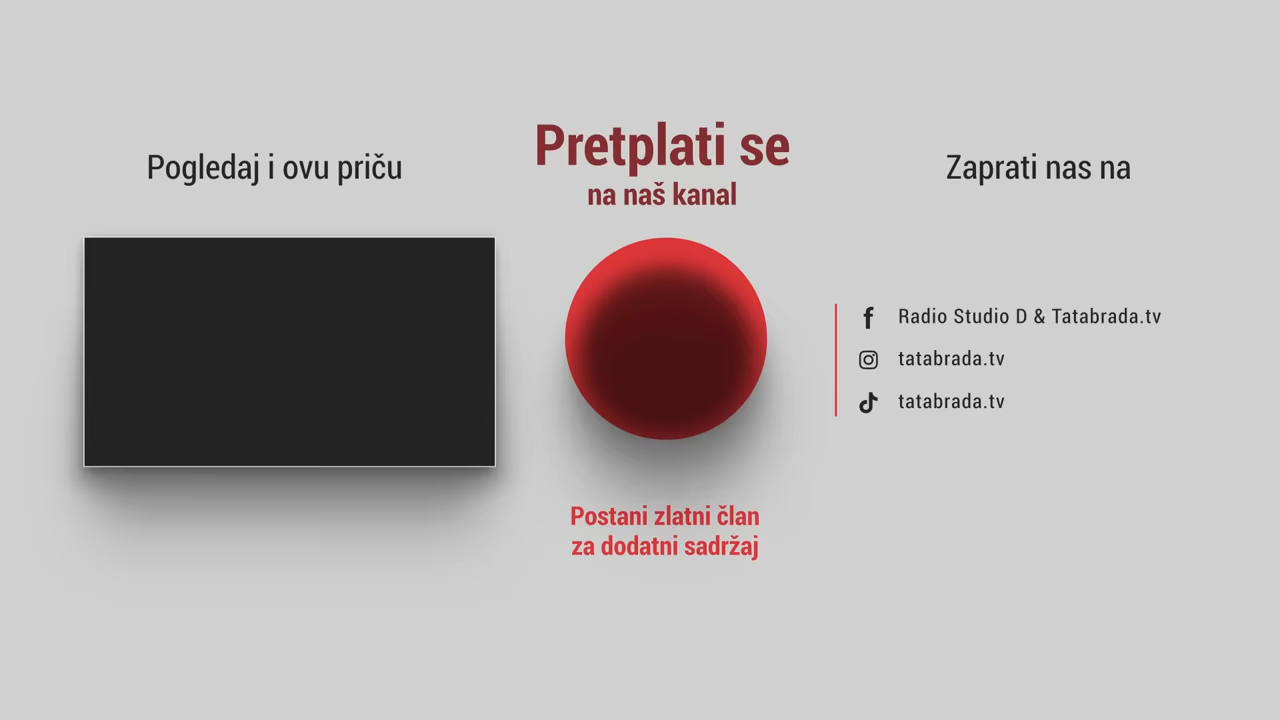 Pogledaj i ovu priču
Pretplati se
na naš kanal
Postani zlatni član
za dodatni sadržaj
Zaprati nas na
Radio Studio D & Tatabrada.tv
tatabrada.tv
tatabrada.tv